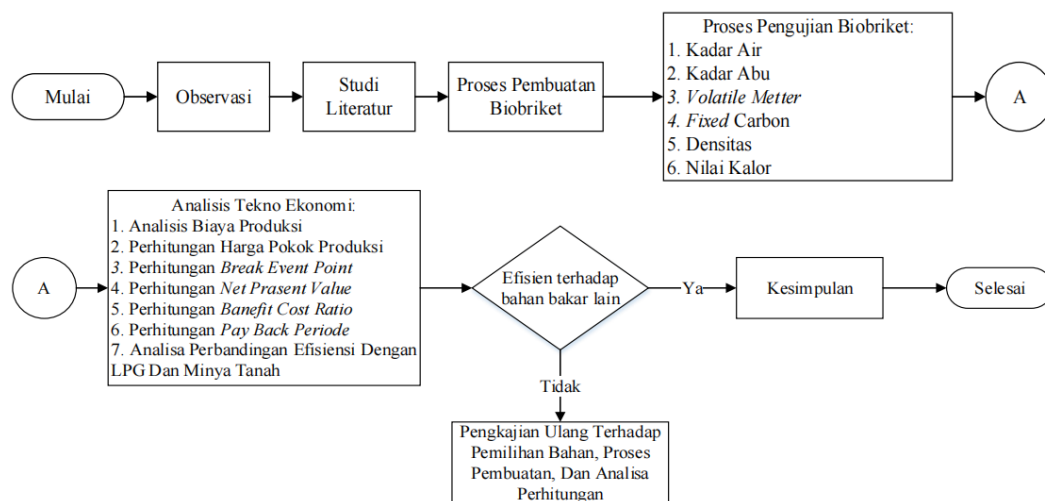 Mulai
Observasi
Studi
Literatur
Proses Pembuatan
Biobriket
Proses Pengujian Biobriket:
1. Kadar Air
2. Kadar Abu
3. Volatile Metter
4. Fixed Carbon
5. Densitas
6. Nilai Kalor
A
A
Analisis Tekno Ekonomi:
1. Analisis Biaya Produksi
2. Perhitungan Harga Pokok Produksi
3. Perhitungan Break Event Point
4. Perhitungan Net Prasent Value
5. Perhitungan Banefit Cost Ratio
6. Perhitungan Pay Back Periode
7. Analisa Perbandingan Efisiensi Dengan
LPG Dan Minya Tanah
Efisien terhadap
bahan bakar lain
Ya
Kesimpulan
Selesai
Tidak
Pengkajian Ulang Terhadap
Pemilihan Bahan, Proses
Pembuatan, Dan Analisa
Perhitungan